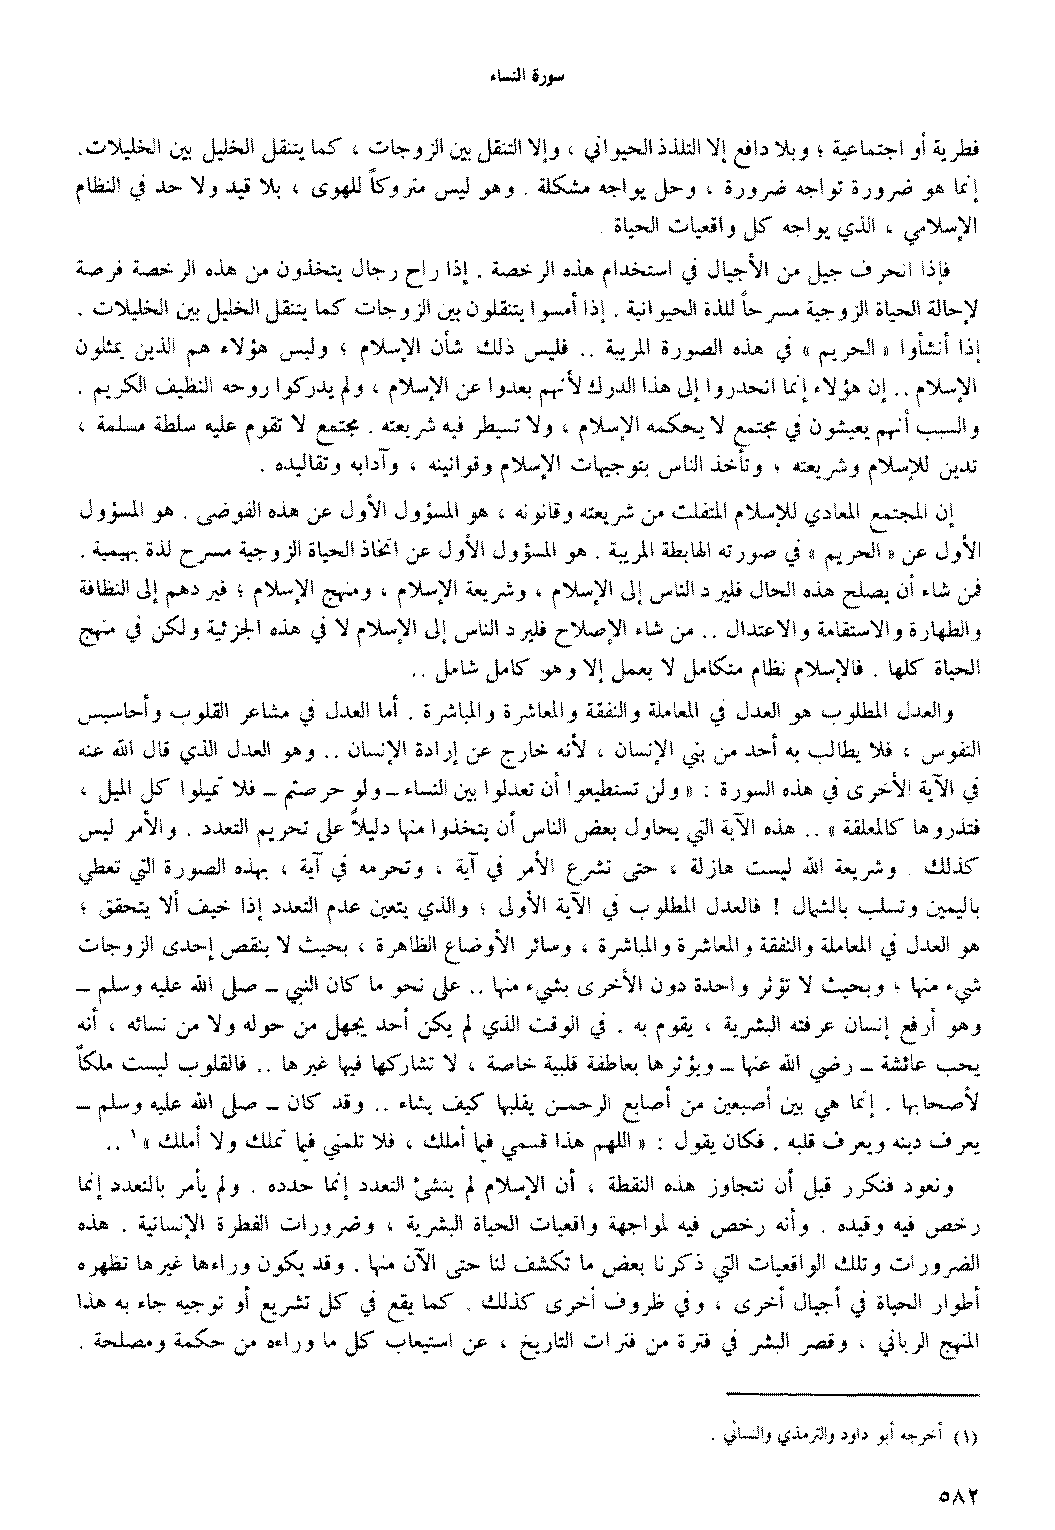 سورة النساء
فطرية أو اجتماعية ؛ وبلا دافع إلا التلذذ الحيواني ، وإلا التنقل بين الزوجات ، كما يتنقل الخليل بين الخليلات.
إنما هو ضرورة تواجه ضرورة ، وحل يواجه مشكلة . وهو ليس متروكاً للهوى ، بلا قيد ولا حد في النظام
الإسلامي ، الذي يواجه كل واقعيات الحياة .
فإذا انحرف جيل من الأجيال في استخدام هذه الرخصة . إذا راح رجال يتخذون من هذه الرخصة فرصة
لإحالة الحياة الزوجية مسرحاً للذة الحيوانية . إذا أمسوا يتنقلون بين الزوجات كما يتنقل الخليل بين الخليلات .
إذا أنشأوا « الحريم » في هذه الصورة المريبة .. فليس ذلك شأن الإسلام ؛ وليس هؤلاء هم الذين يمثلون
الإسلام .. إن هؤلاء إنما انحدروا إلى هذا الدرك لأنهم بعدوا عن الإسلام ، ولم يدركوا روحه النظيف الكريم .
والسبب أنهم يعيشون في مجتمع لا يحكمه الإسلام ، ولا تسيطر فيه شريعته . مجتمع لا تقوم عليه سلطة مسلمة ،
تدين للإسلام وشريعته ؛ وتأخذ الناس بتوجيهات الإسلام وقوانينه ، وآدابه وتقاليده .
إن المجتمع المعادي للإسلام المتفلت من شريعته وقانونه ، هو المسؤول الأول عن هذه الفوضى . هو المسؤول
الأول عن « الحريم » في صورته الهابطة المريبة . هو المسؤول الأول عن اتخاذ الحياة الزوجية مسرح لذة بهيمية .
فمن شاء أن يصلح هذه الحال فليرد الناس إلى الإسلام ، وشريعة الإسلام ، ومنهج الإسلام ؛ فيردهم إلى النظافة
والطهارة والاستقامة والاعتدال .. من شاء الإصلاح فليرد الناس إلى الإسلام لا في هذه الجزئية ولكن في منهج
الحياة كلها . فالإسلام نظام متكامل لا يعمل إلا وهو كامل شامل ..
والعدل المطلوب هو العدل في المعاملة والنفقة والمعاشرة والمباشرة . أما العدل في مشاعر القلوب وأحاسيس
النفوس ، فلا يطالب به أحد من بني الإنسان ، لأنه خارج عن إرادة الإنسان .. وهو العدل الذي قال الله عنه
في الآية الأخرى في هذه السورة : « ولن تستطيعوا أن تعدلوا بين النساء – ولو حرصتم – فلا تميلوا كل الميل ،
فتذروها كالمعلقة » .. هذه الآية التي يحاول بعض الناس أن يتخذوا منها دليلاً على تحريم التعدد . والأمر ليس
كذلك . وشريعة الله ليست هازلة ، حتى تشرع الأمر في آية ، وتحرمه في آية ، بهذه الصورة التي تعطي
باليمين وتسلب بالشمال ! فالعدل المطلوب في الآية الأولى ؛ والذي يتعين عدم التعدد إذا خيف ألا يتحقق ؛
هو العدل في المعاملة والنفقة والمعاشرة والمباشرة ، وسائر الأوضاع الظاهرة ، بحيث لا ينقص إحدى الزوجات
شيء منها ؛ وبحيث لا تؤثر واحدة دون الأخرى بشيء منها .. على نحو ما كان النبي – صلى الله عليه وسلم –
وهو أرفع إنسان عرفته البشرية ، يقوم به . في الوقت الذي لم يكن أحد يجهل من حوله ولا من نسائه ، أنه
يحب عائشة – رضي الله عنها – ويؤثرها بعاطفة قلبية خاصة ، لا تشاركها فيها غيرها .. فالقلوب ليست ملكاً
لأصحابها . إنما هي بين أصبعين من أصابع الرحمن يقلبها كيف يشاء .. وقد كان – صلى الله عليه وسلم –
يعرف دينه ويعرف قلبه . فكان يقول : « اللهم هذا قسمي فيما أملك ، فلا تلمني فيما تملك ولا أملك »١ ..
ونعود فنكرر قبل أن نتجاوز هذه النقطة ، أن الإسلام لم ينشئ التعدد إنما حدده . ولم يأمر بالتعدد إنما
رخص فيه وقيده . وأنه رخص فيه لمواجهة واقعيات الحياة البشرية ، وضرورات الفطرة الإنسانية . هذه
الضرورات وتلك الواقعيات التي ذكرنا بعض ما تكشف لنا حتى الآن منها . وقد يكون وراءها غيرها تظهره
أطوار الحياة في أجيال أخرى ، وفي ظروف أخرى كذلك . كما يقع في كل تشريع أو توجيه جاء به هذا
المنهج الرباني ، وقصر البشر في فترة من فترات التاريخ ، عن استيعاب كل ما وراءه من حكمة ومصلحة .
(١) أخرجه أبو داود والترمذي والنسائي .
٥٨٢